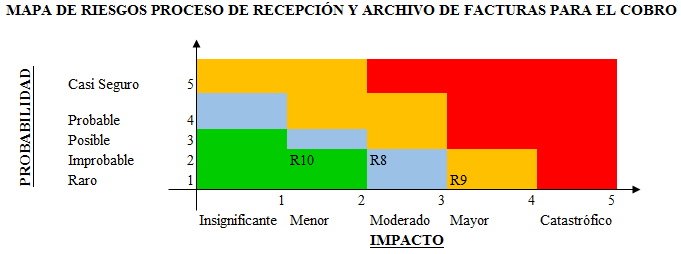 MAPA DE RIESGOS PROCESO DE RECEPCIÓN Y ARCHIVO DE FACTURAS PARA EL COBRO
PROBABILIDAD
Casi Seguro 5
Probable 4
Posible 3
Improbable 2 R10 R8
Raro 1 R9
1 2 3 4 5
Insignificante Menor Moderado Mayor Catastrófico
IMPACTO